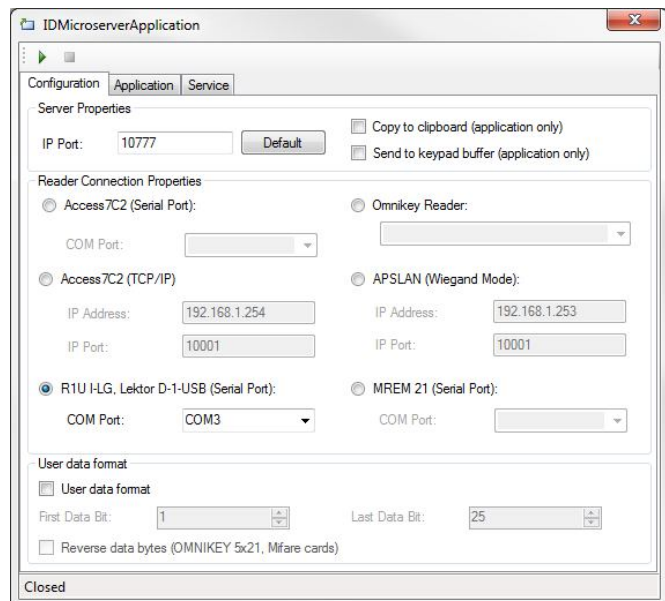 IDMicroserverApplication
Configuration Application Service
Server Properties
IP Port: 10777 Default
Copy to clipboard (application only)
Send to keypad buffer (application only)
Reader Connection Properties
Access7C2 (Serial Port):
COM Port:
Omnikey Reader:
Access7C2 (TCP/IP)
IP Address: 192.168.1.254
IP Port: 10001
APSLAN (Wiegand Mode):
IP Address: 192.168.1.253
IP Port: 10001
R1U I-LG, Lektor D-1-USB (Serial Port):
COM Port: COM3
MREM 21 (Serial Port):
COM Port:
User data format
User data format
First Data Bit: 1 Last Data Bit: 25
Reverse data bytes (OMNIKEY 5x21, Mifare cards)
Closed